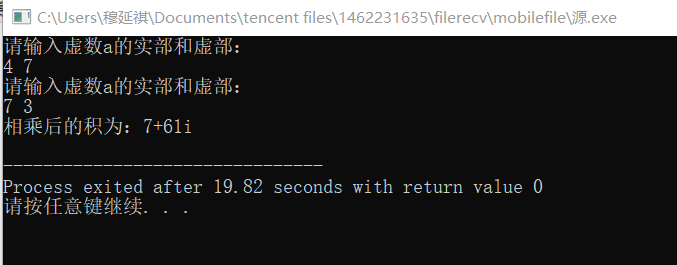 C:\Users\穆延祺\Documents\tencent files\1462231635\filerecv\mobilefile\源.exe
请输入虚数a的实部和虚部：
4 7
请输入虚数a的实部和虚部：
7 3
相乘后的积为：7+61i
--------------------------------
Process exited after 19.82 seconds with return value 0
请按任意键继续. . .